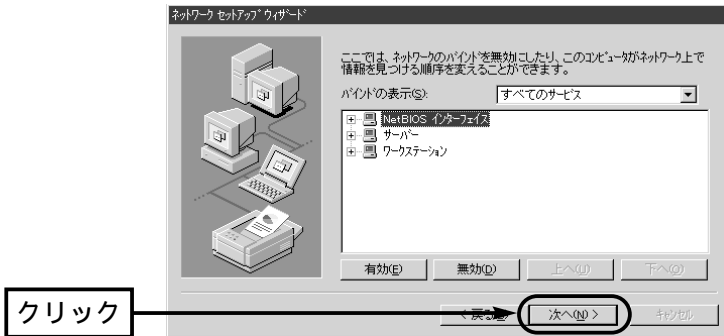 ネットワーク セットアップ ウィザード
ここでは、ネットワークのバインドを無効にしたり、このコンピュータがネットワーク上で
情報を見つける順序を変えることができます。
バインドの表示(S):
すべてのサービス
NetBIOS インターフェイス
サーバー
ワークステーション
有効(E)
無効(D)
上へ(U)
下へ(O)
クリック
< 戻る(B)
次へ(N) >
キャンセル